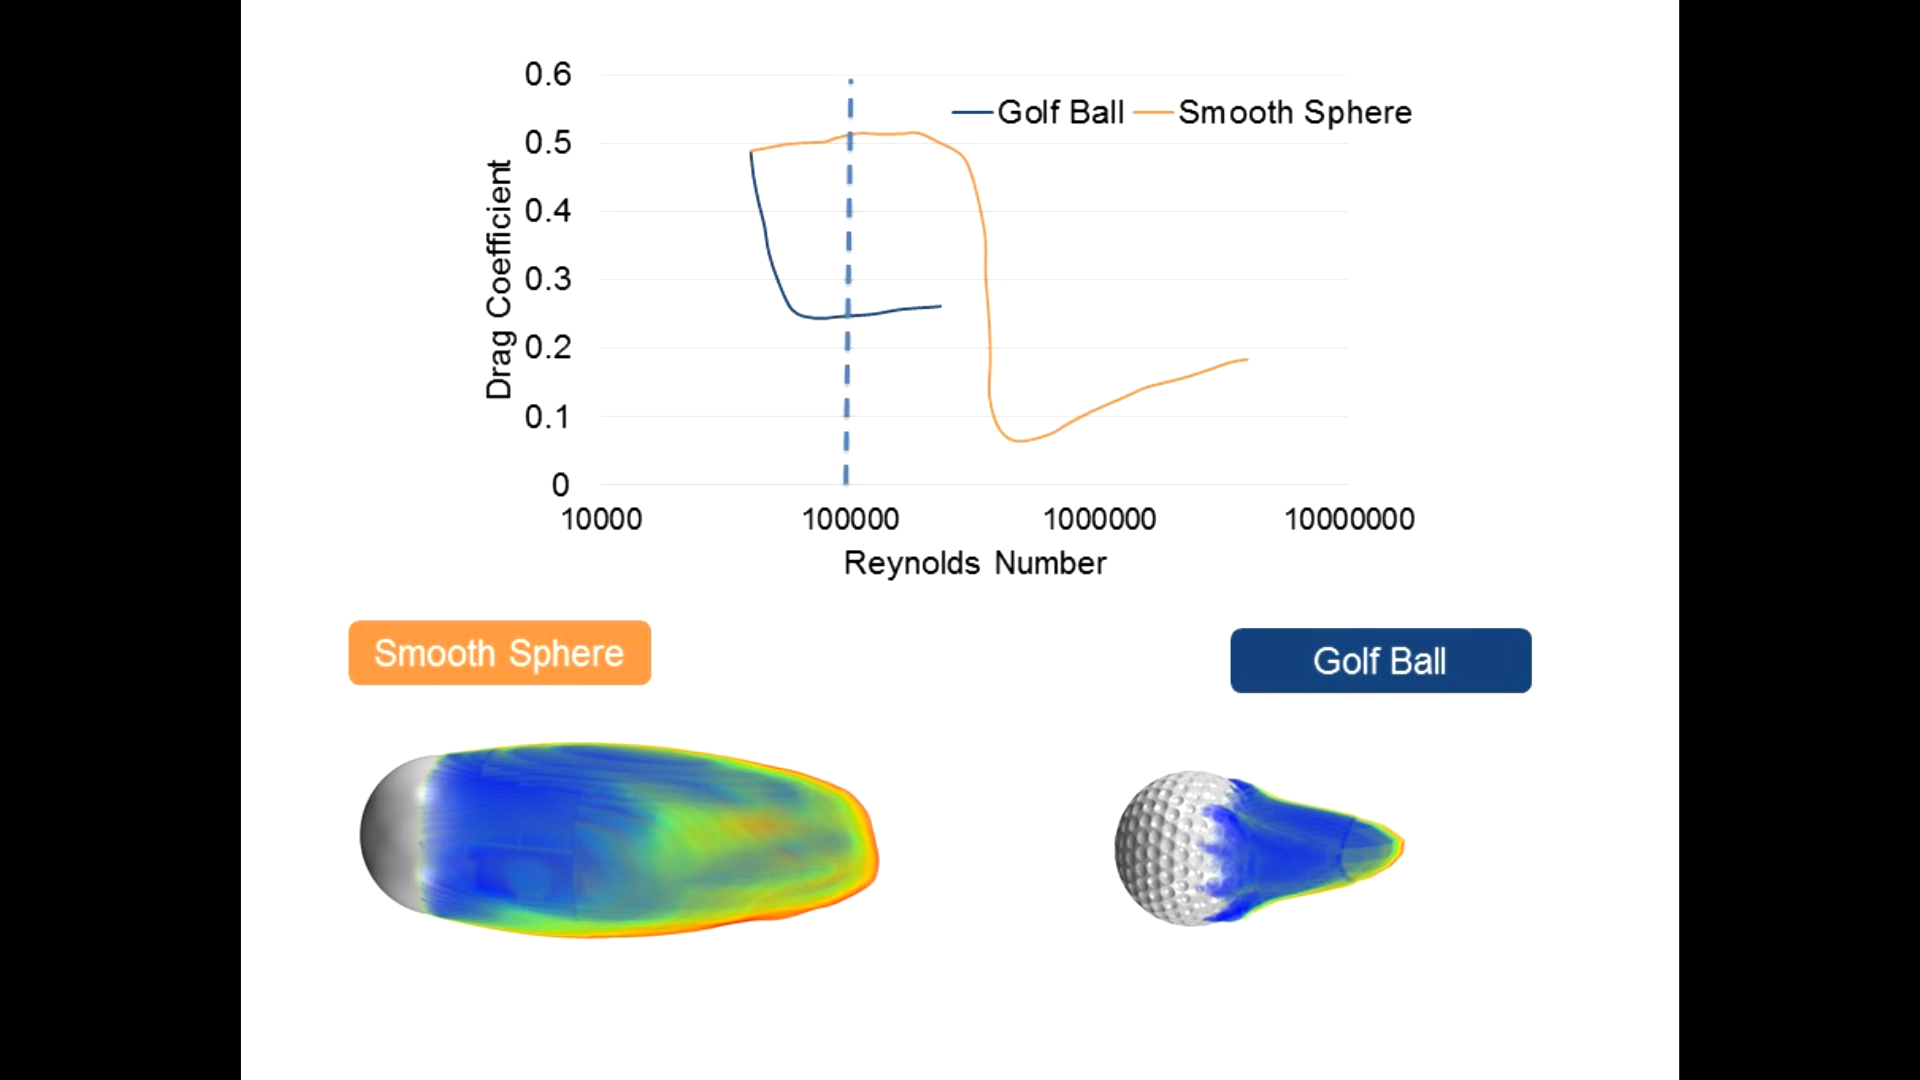 0.6
0.5
0.4
0.3
0.2
0.1
0
Drag Coefficient
Golf Ball Smooth Sphere
10000 100000 1000000 10000000
Reynolds Number
Smooth Sphere
Golf Ball